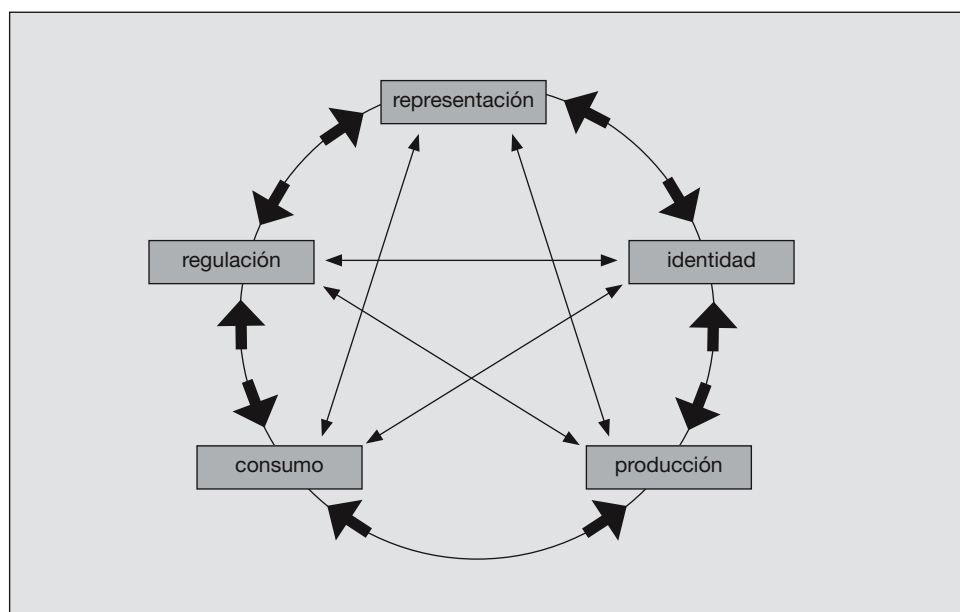 representación
regulación
identidad
consumo
producción